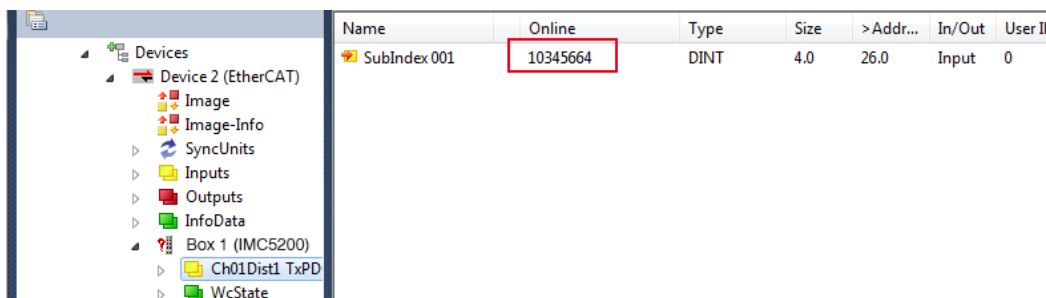 Name Online Type Size >Addr... In/Out User I
SubIndex 001 10345664 DINT 4.0 26.0 Input 0
Devices
Device 2 (EtherCAT)
Image
Image-Info
SyncUnits
Inputs
Outputs
InfoData
Box 1 (IMC5200)
Ch01Dist1 TxPD
WcState